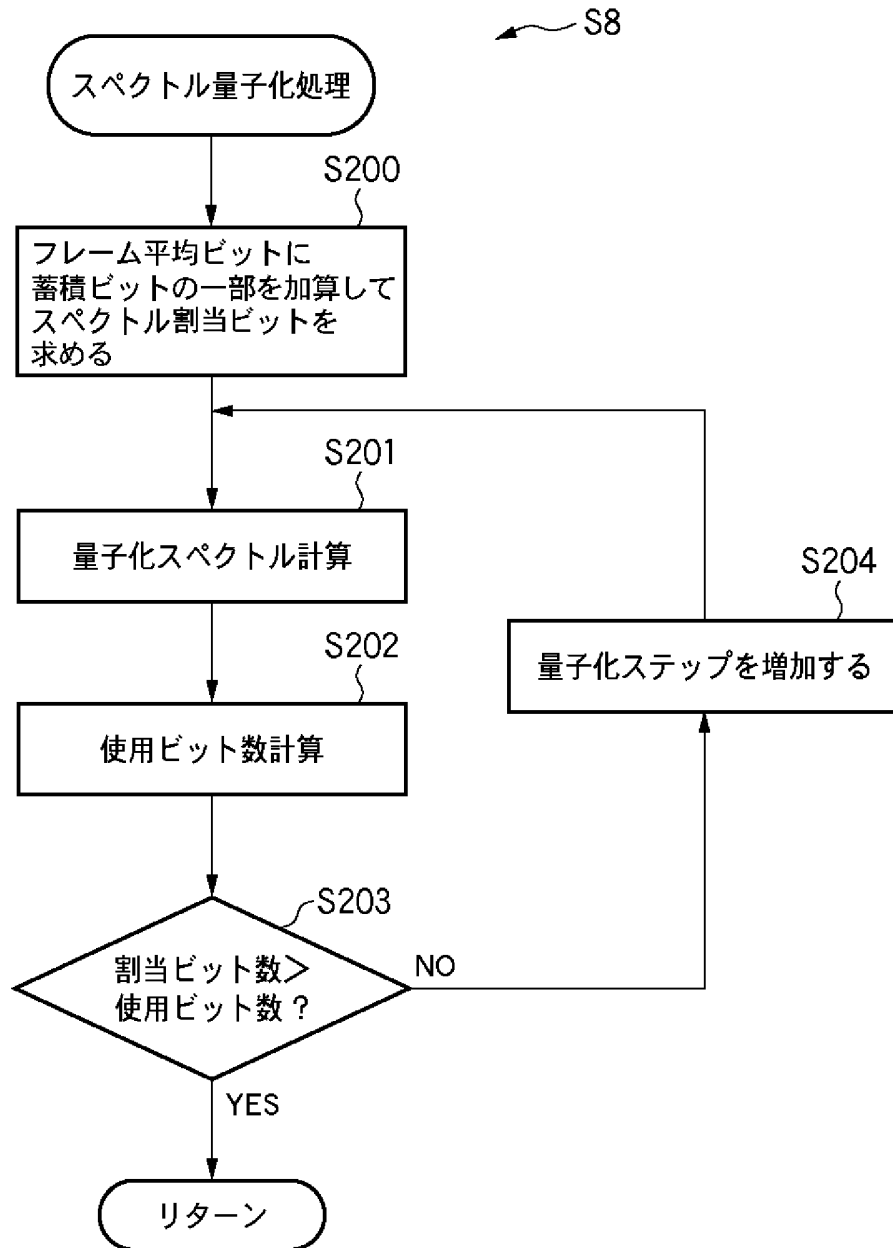 S8
スペクトル量子化処理
S200
フレーム平均ビットに
蓄積ビットの一部を加算して
スペクトル割当ビットを
求める
S201
量子化スペクトル計算
S204
量子化ステップを増加する
S202
使用ビット数計算
S203
割当ビット数＞
使用ビット数？
NO
YES
リターン